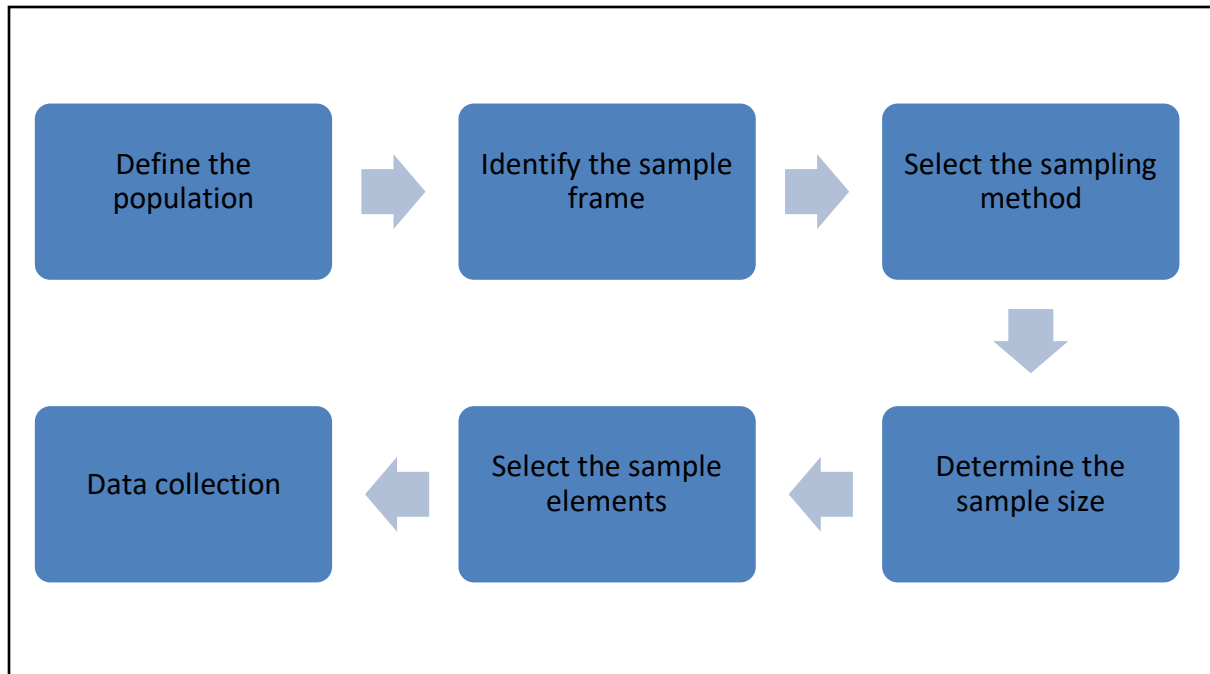 Define the
population
Identify the sample
frame
Select the sampling
method
Determine the
sample size
Select the sample
elements
Data collection